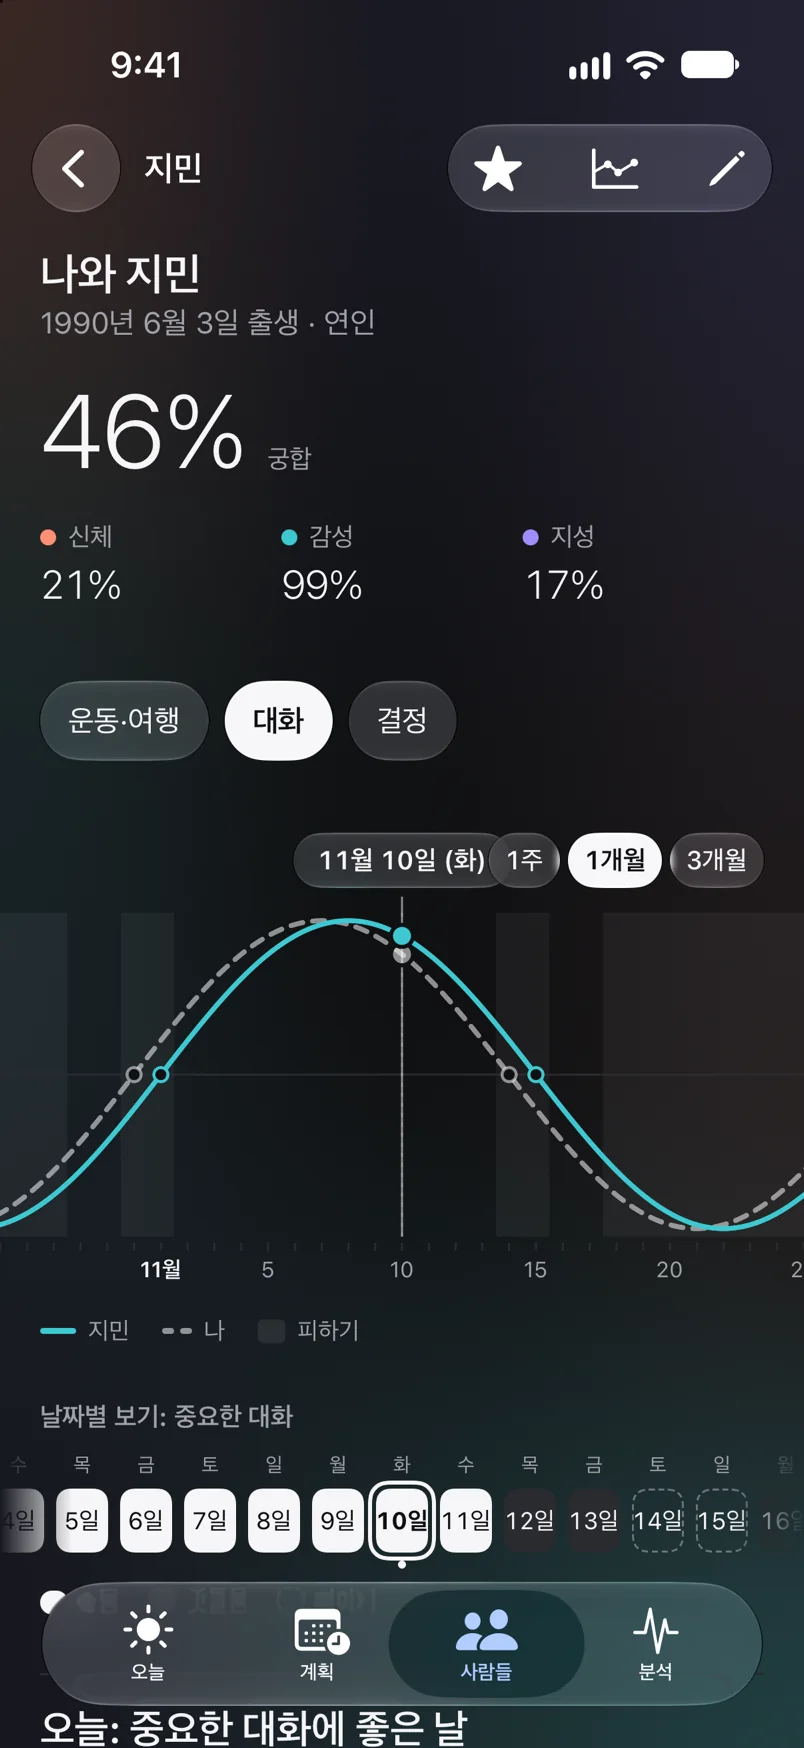 9:41
지민
나와 지민
1990년 6월 3일 출생 · 연인
46% 궁합
신체 감성 지성
21% 99% 17%
운동·여행 대화 결정
11월 10일 (화) 1주 1개월 3개월
11월 5 10 15 20
지민 나 피하기
날짜별 보기: 중요한 대화
수 목 금 토 일 월 화 수 목 금 토 일 월
4일 5일 6일 7일 8일 9일 10일 11일 12일 13일 14일 15일 16
오늘 계획 사람들 분석
오늘: 중요한 대화에 좋은 날